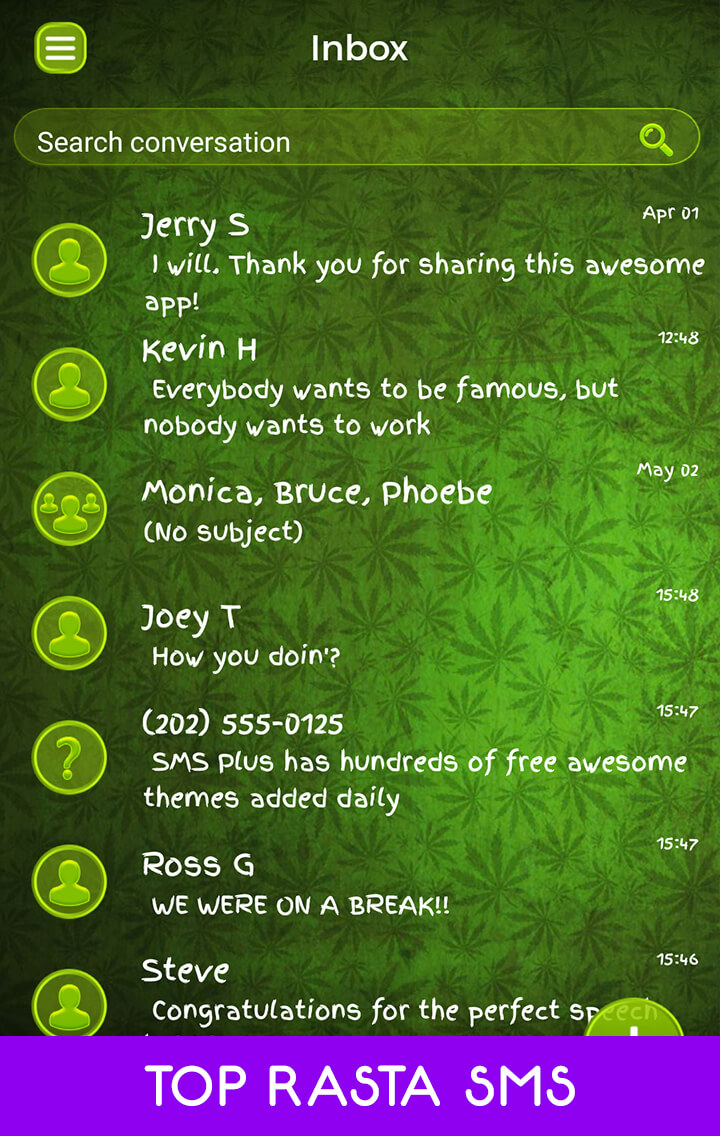 Inbox
Search conversation
Jerry S
Apr 01
I will. Thank you for sharing this awesome
app!
Kevin H
12:48
Everybody wants to be famous, but
nobody wants to work
Monica, Bruce, Phoebe
May 02
(No subject)
Joey T
15:48
How you doin'?
(202) 555-0125
15:47
SMS Plus has hundreds of free awesome
themes added daily
Ross G
15:47
WE WERE ON A BREAK!!
Steve
15:46
Congratulations for the perfect speech
TOP RASTA SMS